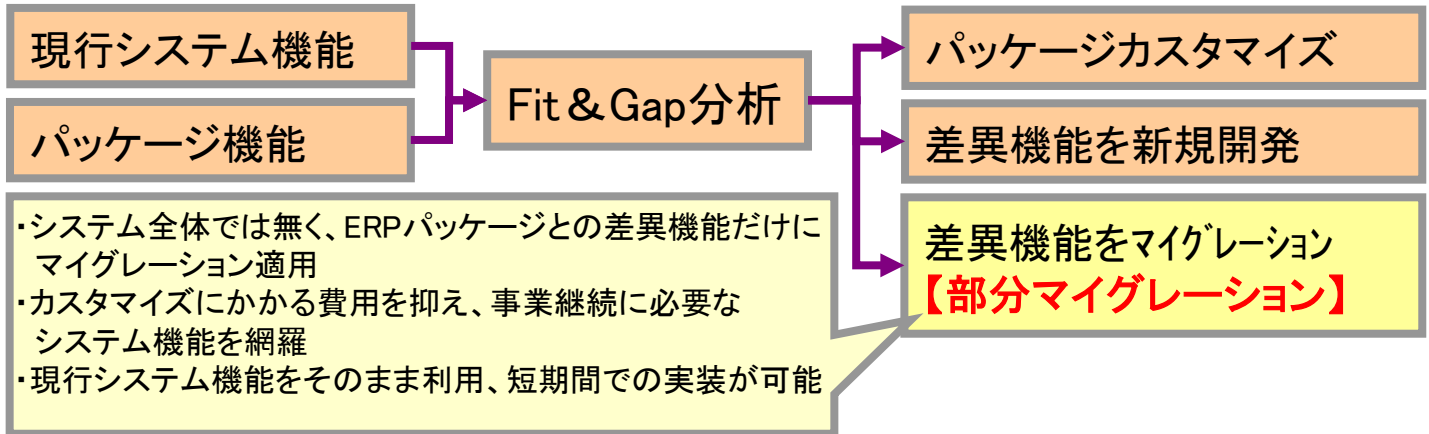 現行システム機能
パッケージ機能
Fit＆Gap分析
パッケージカスタマイズ
差異機能を新規開発
差異機能をﾏｲｸﾞﾚｰｼｮﾝ
【部分マイグレーション】
・システム全体では無く、ERPパッケージとの差異機能だけに
マイグレーション適用
・カスタマイズにかかる費用を抑え、事業継続に必要な
システム機能を網羅
・現行システム機能をそのまま利用、短期間での実装が可能